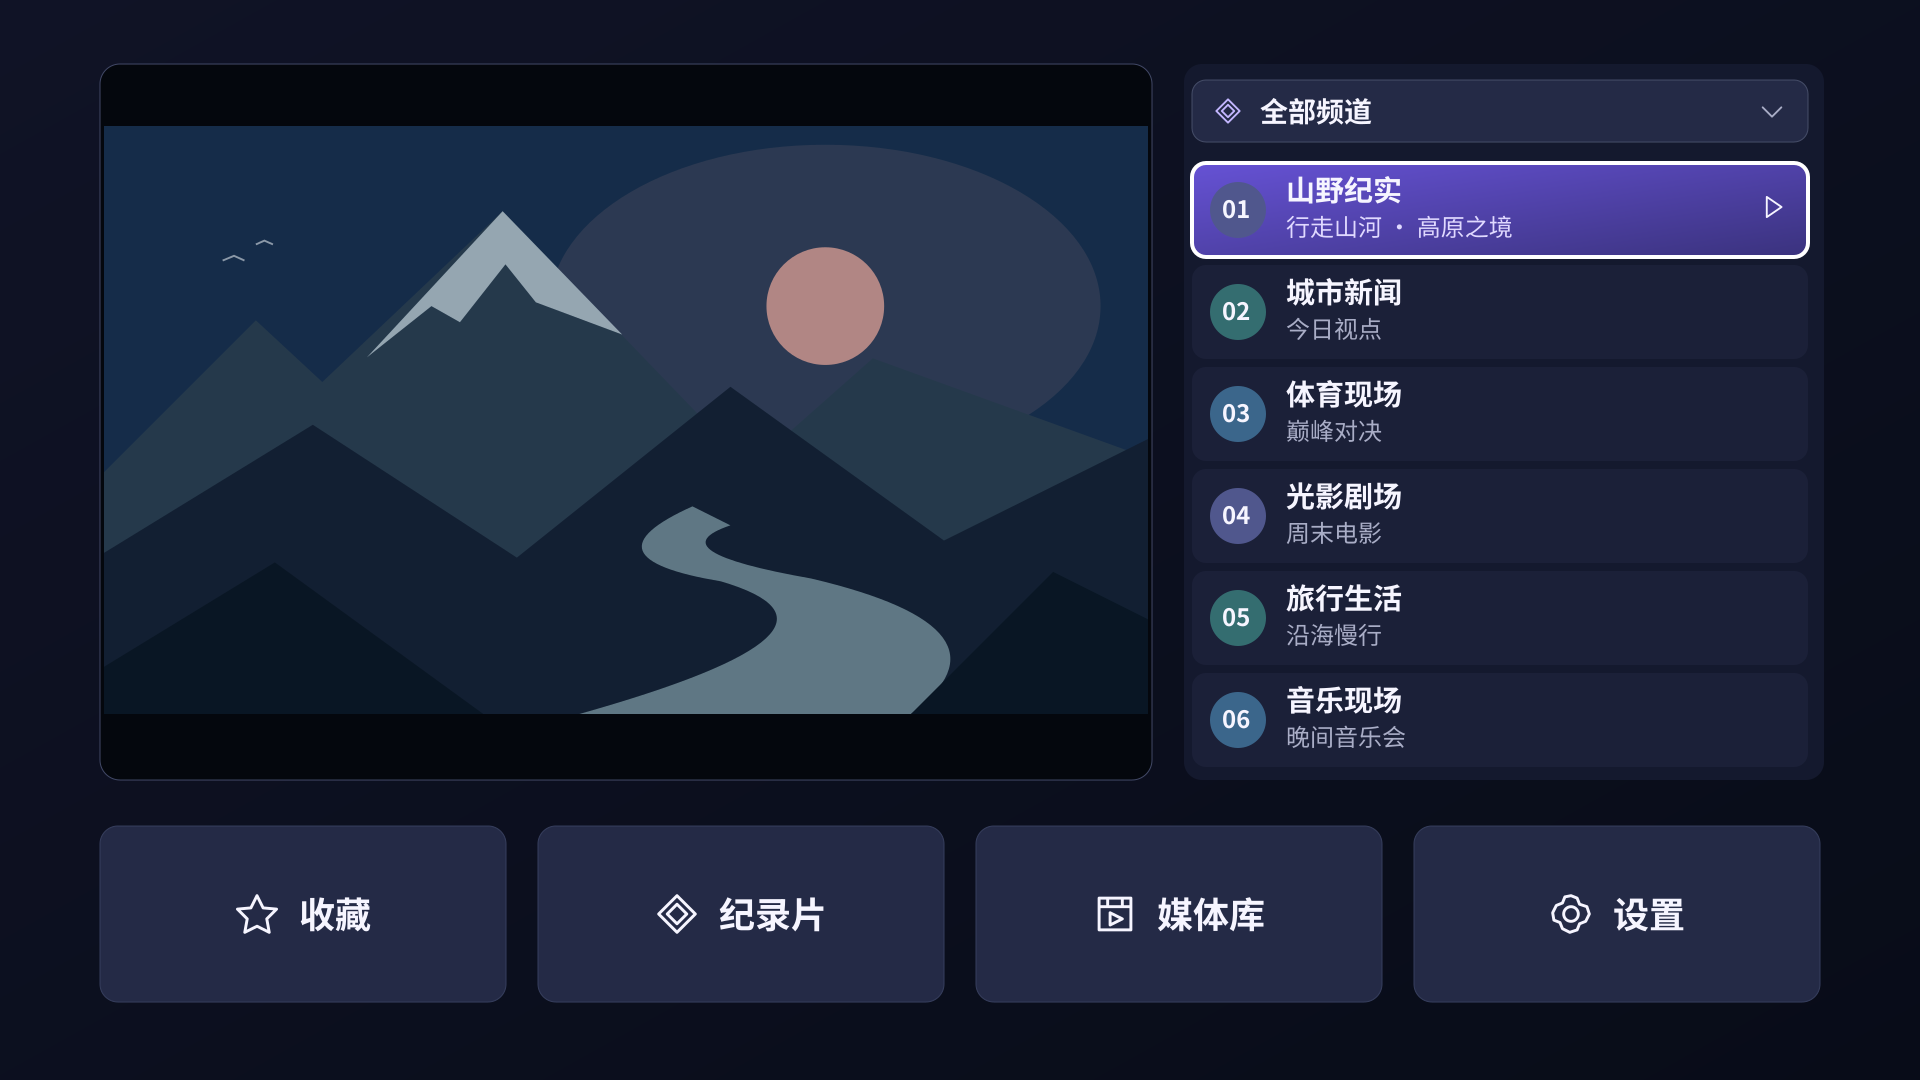 全部频道
01
山野纪实
行走山河 · 高原之境
02
城市新闻
今日视点
03
体育现场
巅峰对决
04
光影剧场
周末电影
05
旅行生活
沿海慢行
06
音乐现场
晚间音乐会
收藏
纪录片
媒体库
设置